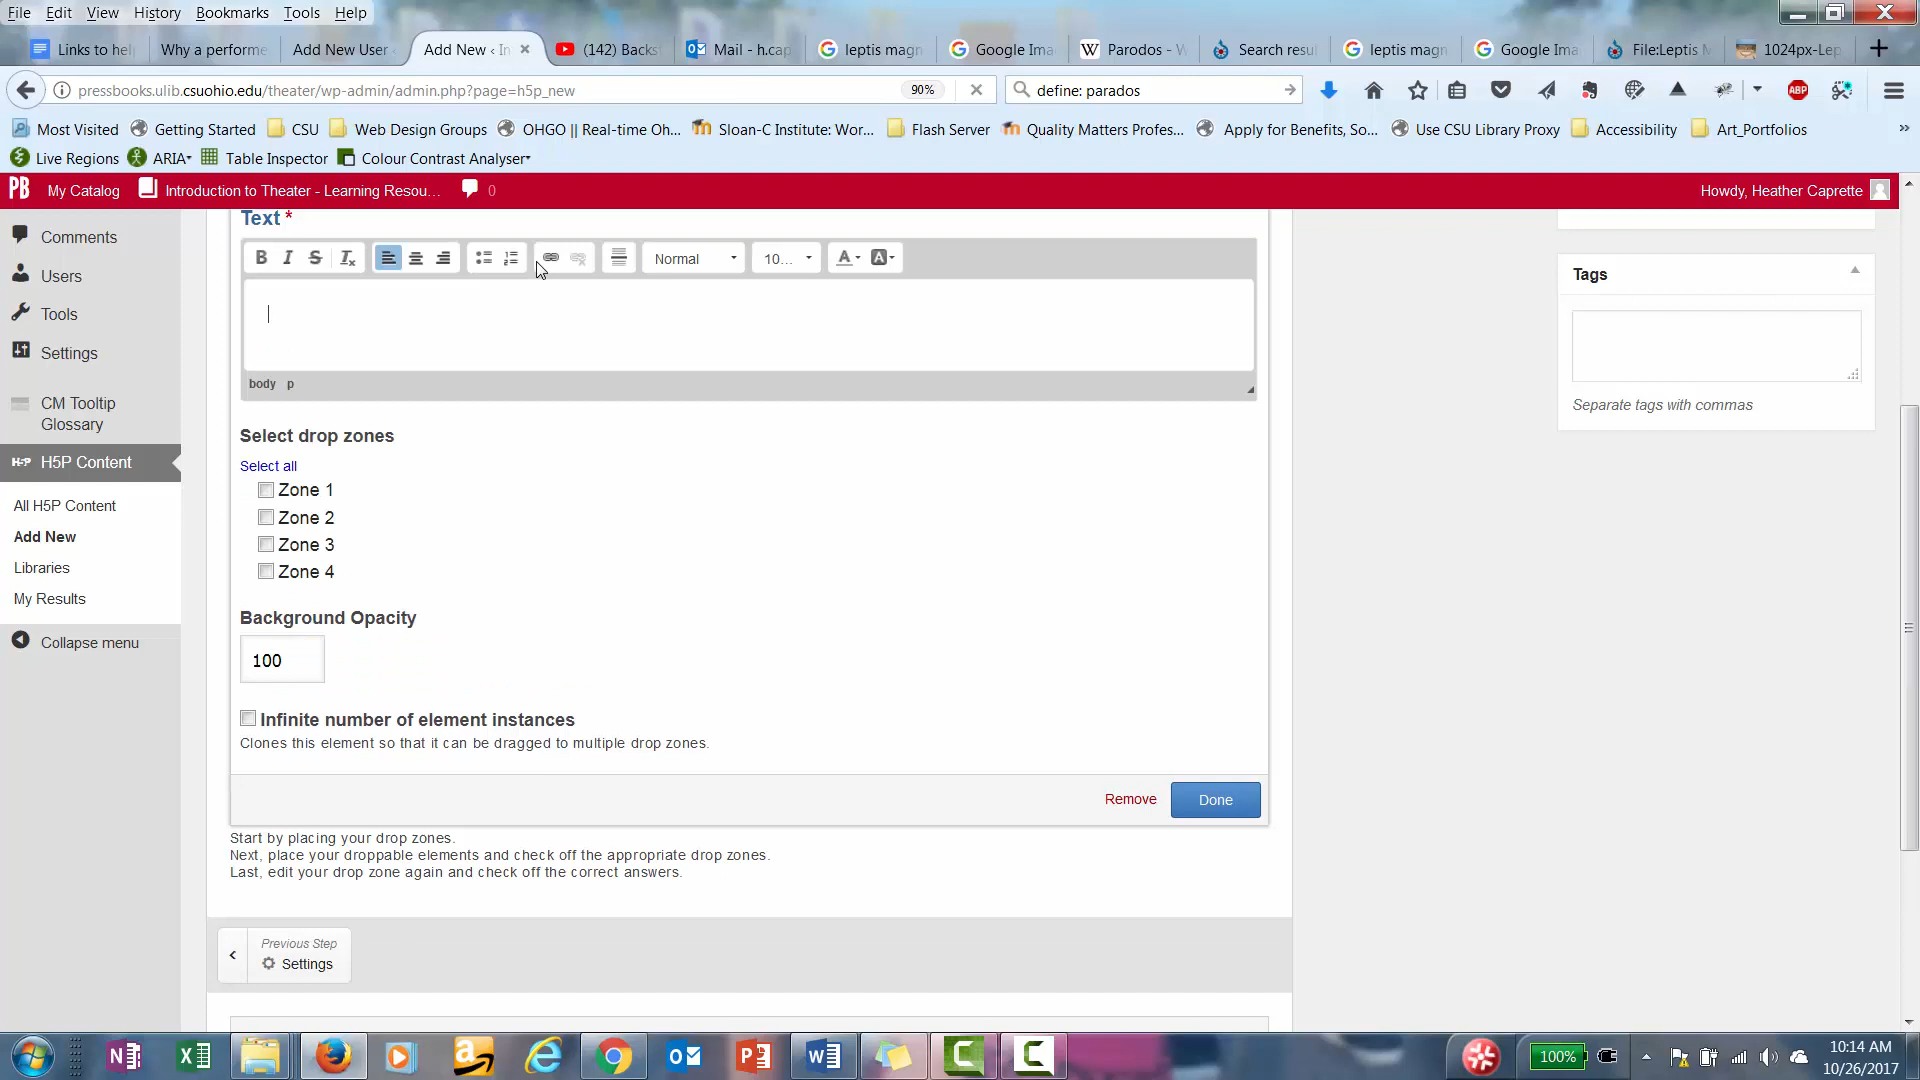 File Edit View History Bookmarks Tools Help
Links to hel Why a performe Add New User Add New ‹ In (142) Backs Mail - h.cap leptis magn Google Ima Parodos - W Search resu leptis magn Google Ima File:Leptis M 1024px-Lep
pressbooks.ulib.csuohio.edu/theater/wp-admin/admin.php?page=h5p_new 90% define: parados
Most Visited Getting Started CSU Web Design Groups OHGO || Real-time Oh... Sloan-C Institute: Wor... Flash Server Quality Matters Profes... Apply for Benefits, So... Use CSU Library Proxy Accessibility Art_Portfolios
Live Regions ARIA Table Inspector Colour Contrast Analyser
My Catalog Introduction to Theater - Learning Resou... 0 Howdy, Heather Caprette
Comments
Users
Tools
Settings
CM Tooltip
Glossary
H5P Content
All H5P Content
Add New
Libraries
My Results
Collapse menu
Text *
Normal 10...
body p
Select drop zones
Select all
Zone 1
Zone 2
Zone 3
Zone 4
Background Opacity
100
Infinite number of element instances
Clones this element so that it can be dragged to multiple drop zones.
Remove Done
Start by placing your drop zones.
Next, place your droppable elements and check off the appropriate drop zones.
Last, edit your drop zone again and check off the correct answers.
Previous Step
Settings
Tags
Separate tags with commas
100%
10:14 AM
10/26/2017